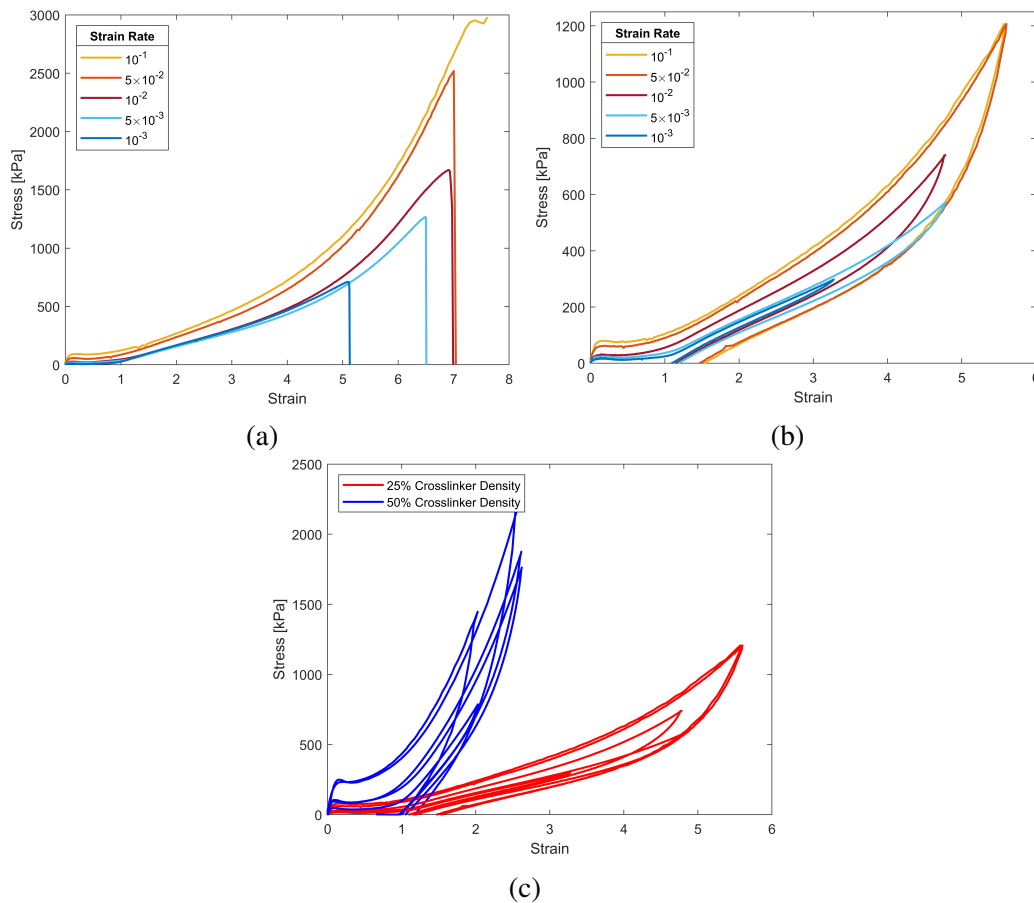 3000
2500
2000
1500
1000
500
0
Stress [kPa]
Strain Rate
10⁻¹
5×10⁻²
10⁻²
5×10⁻³
10⁻³
0 1 2 3 4 5 6 7 8
Strain
(a)
1200
1000
800
600
400
200
0
Stress [kPa]
Strain Rate
10⁻¹
5×10⁻²
10⁻²
5×10⁻³
10⁻³
0 1 2 3 4 5 6
Strain
(b)
2500
2000
1500
1000
500
0
Stress [kPa]
25% Crosslinker Density
50% Crosslinker Density
0 1 2 3 4 5 6
Strain
(c)